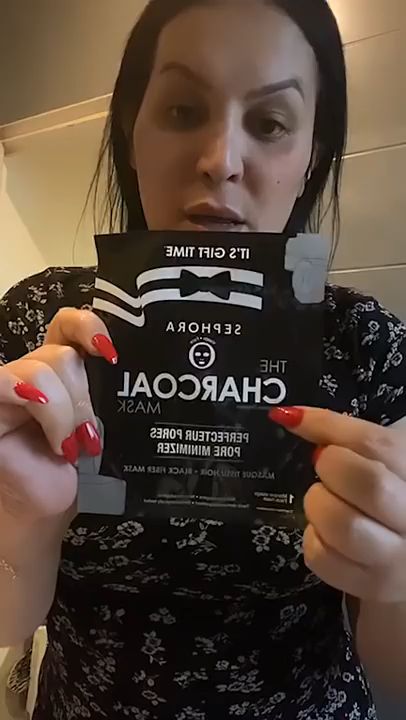 IT'S GIFT TIME
SEPHORA
THE
CHARCOAL
MASK
PERFECTEUR PORES
PORE MINIMIZER
MASQUE TISSU NOIR • BLACK FIBER MASK